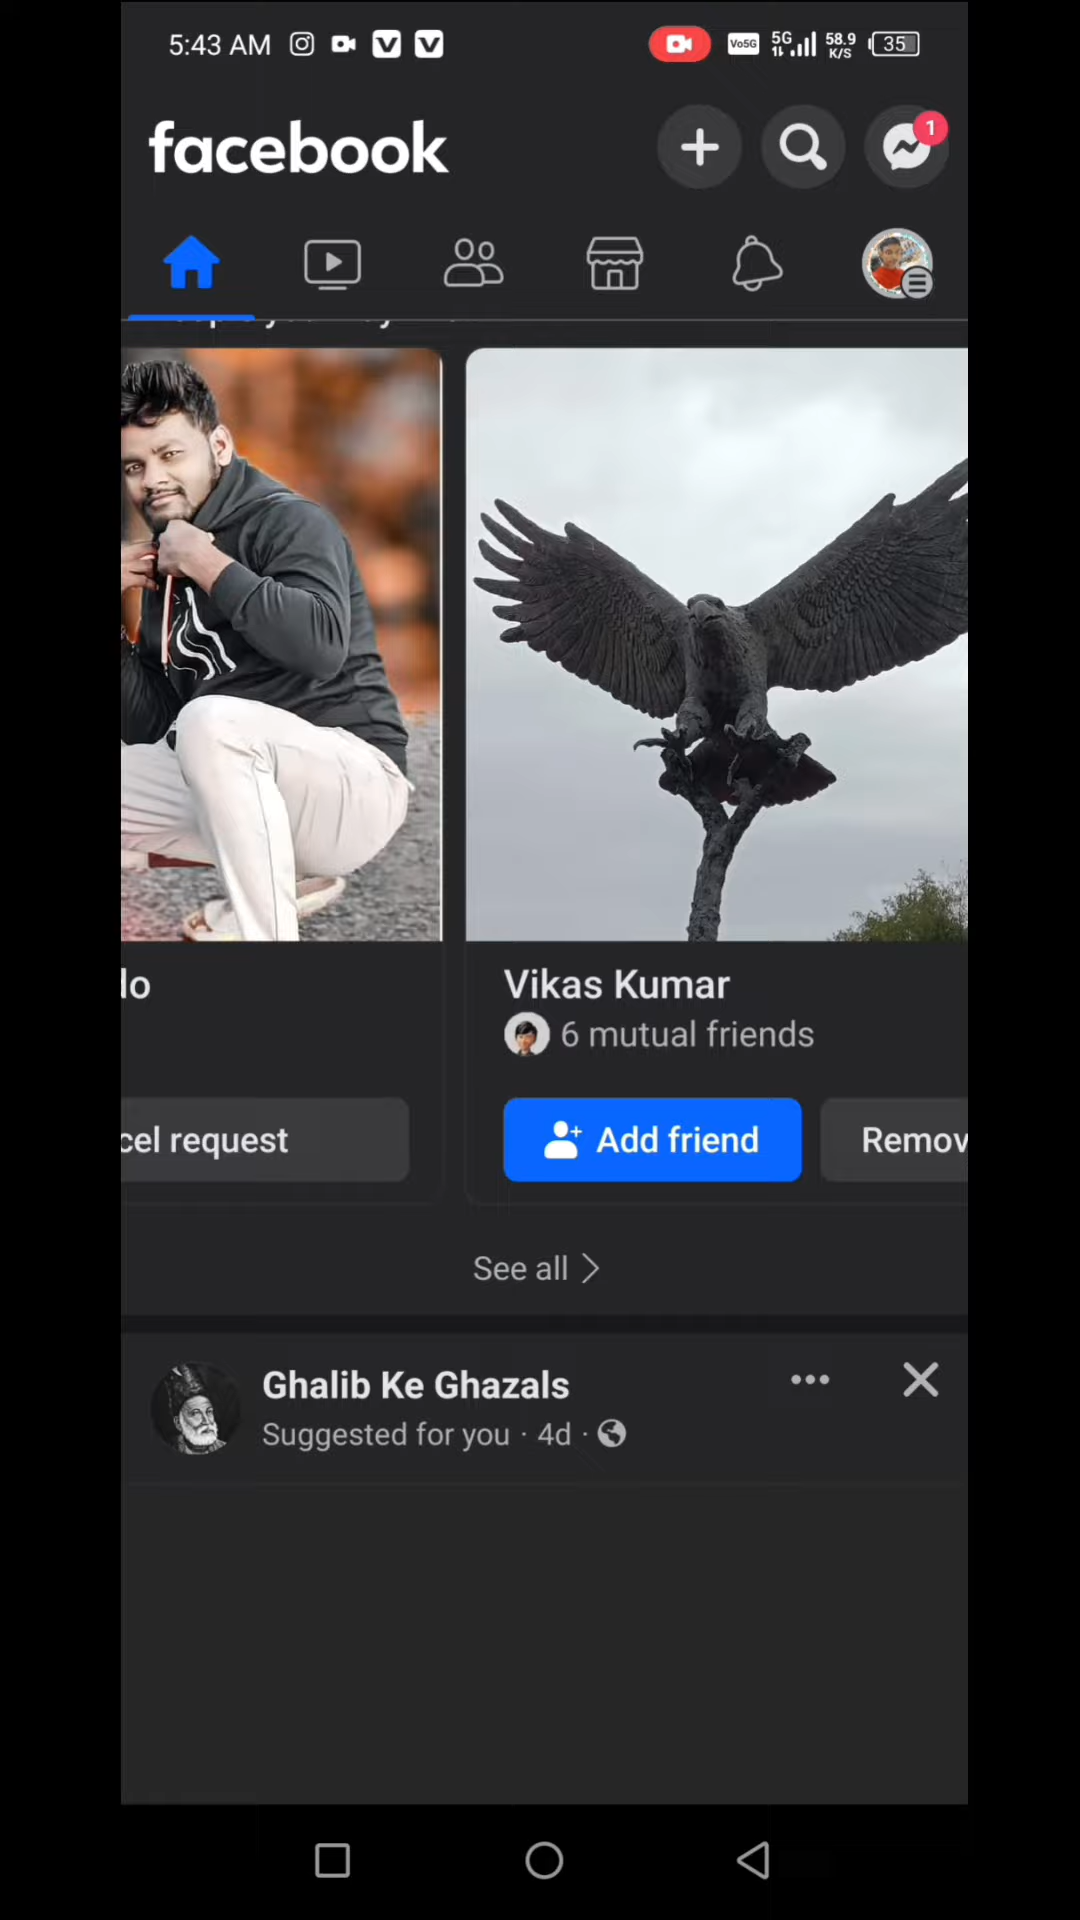 5:43 AM
Vo5G 5G 58.9 K/S 35
facebook
1
lo
Vikas Kumar
6 mutual friends
cel request
Add friend
Remov
See all
Ghalib Ke Ghazals
Suggested for you · 4d ·